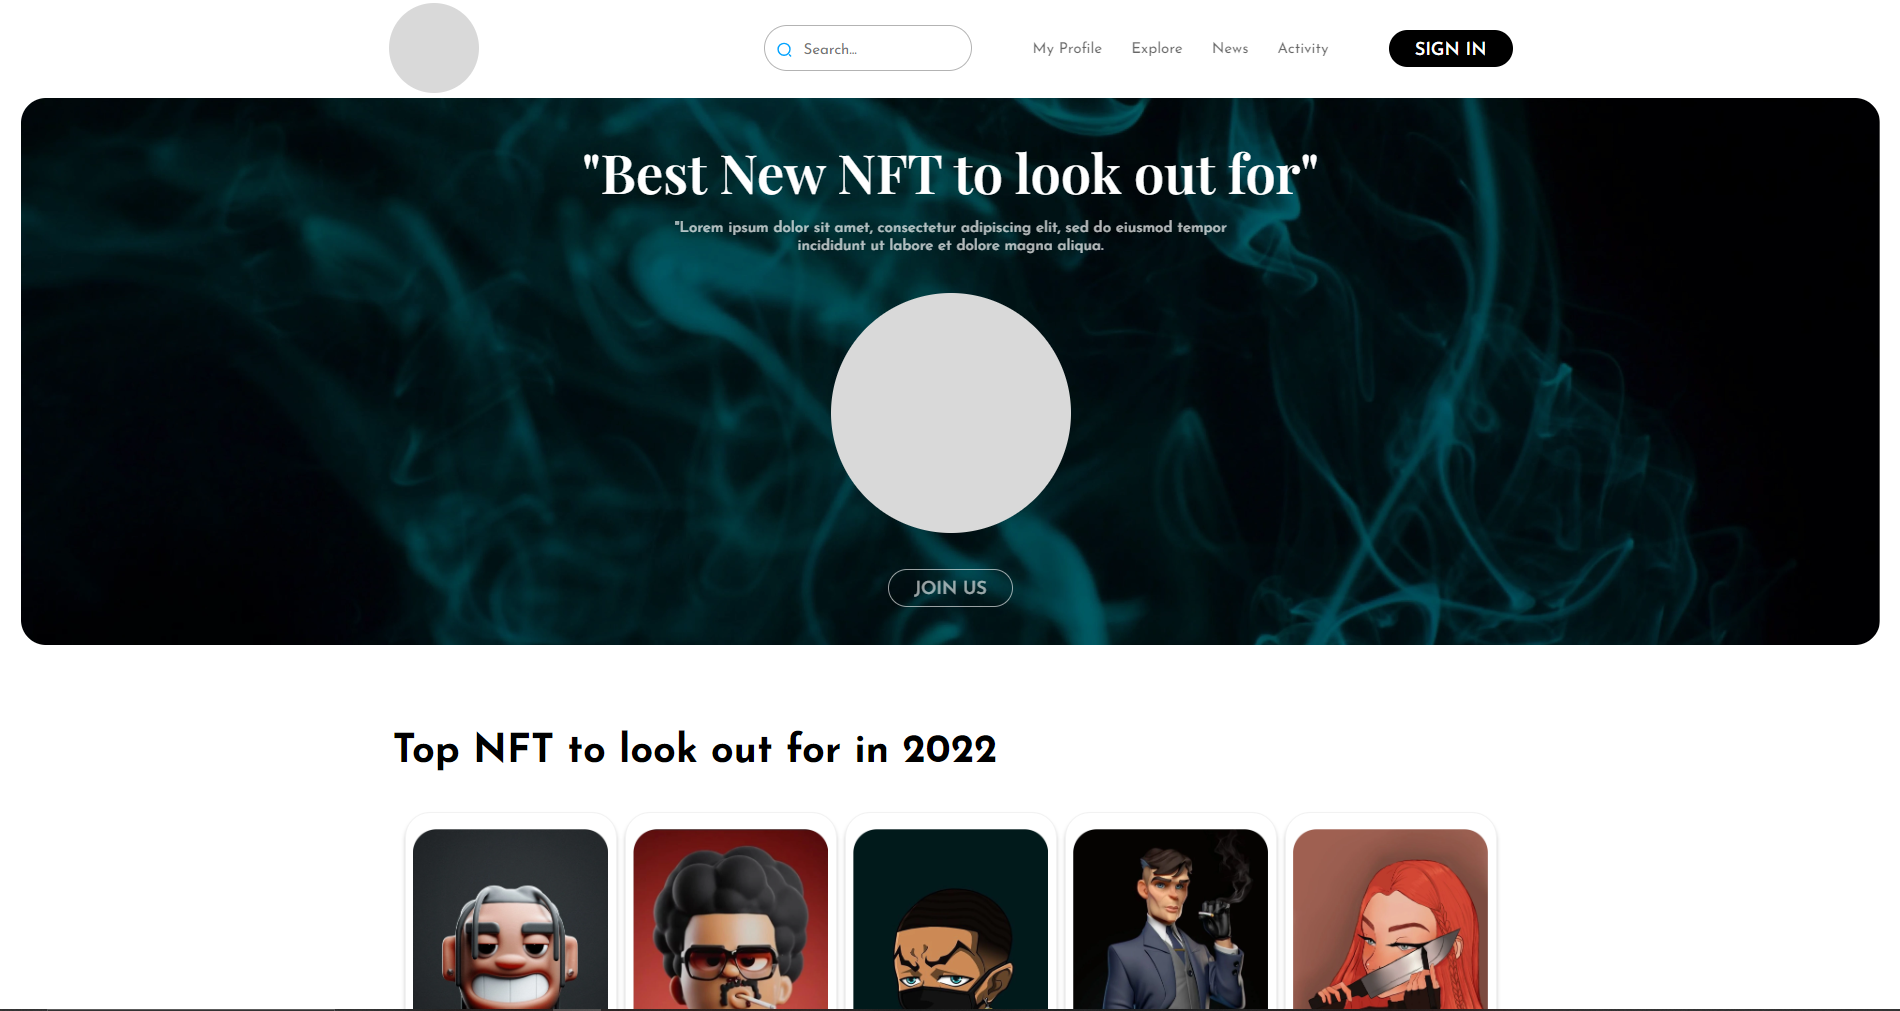 Search...
My Profile
Explore
News
Activity
SIGN IN
"Best New NFT to look out for"
"Lorem ipsum dolor sit amet, consectetur adipiscing elit, sed do eiusmod tempor
incididunt ut labore et dolore magna aliqua.
JOIN US
Top NFT to look out for in 2022